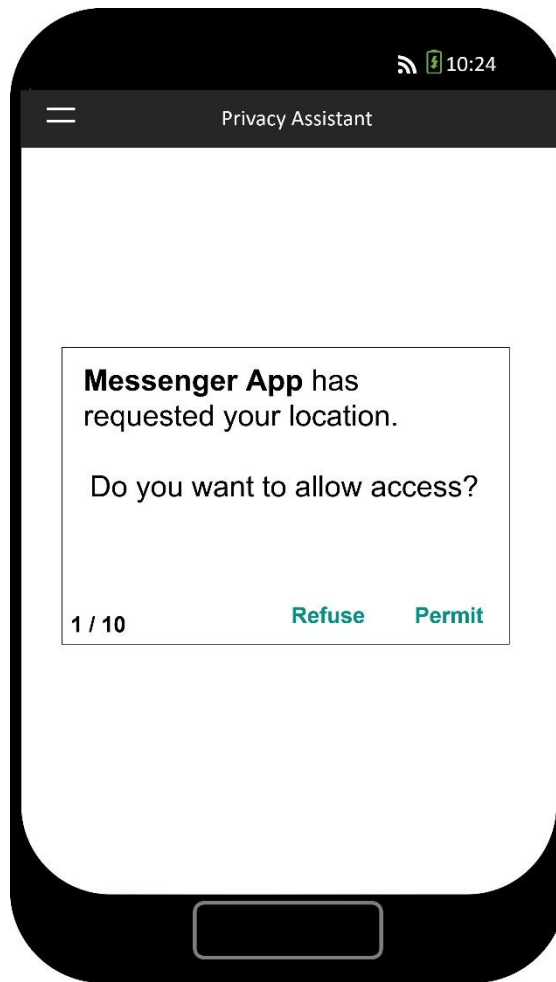 10:24
Privacy Assistant
Messenger App has
requested your location.
Do you want to allow access?
1 / 10 Refuse Permit